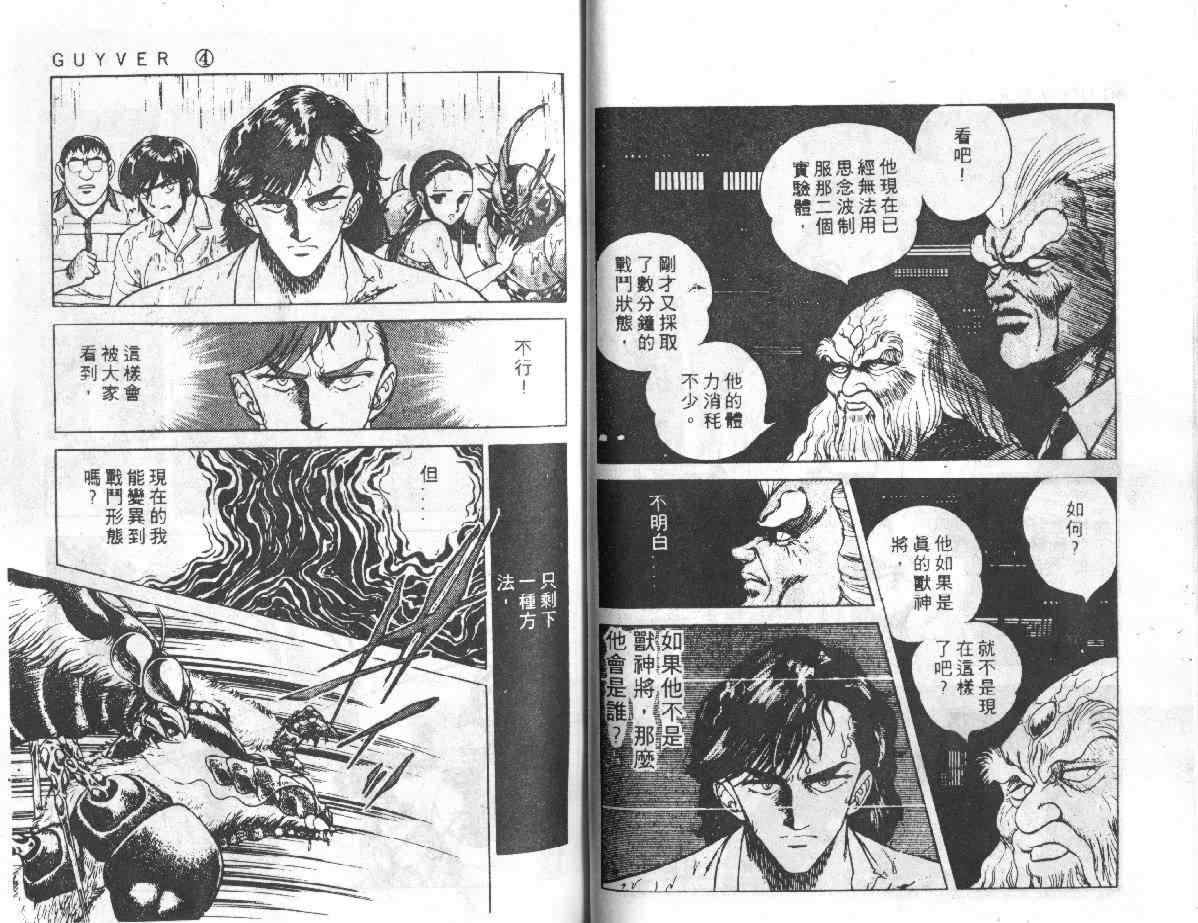 看吧！
他現在已
經無法用
思念波制
服那二個
實驗體，
剛才又採取
了數分鐘的
戰鬥狀態，
他的體
力消耗
不少。
如何？
他如果是
眞的獸神
將，
就不是現
在這樣
了吧？
不明白……
如果他不是
獸神將，那麼
他會是誰？
GUYVER ④
不行！
這樣會
被大家
看到，
但……
現在的我
能變異到
戰鬥形態
嗎？
只剩下
一種方
法，